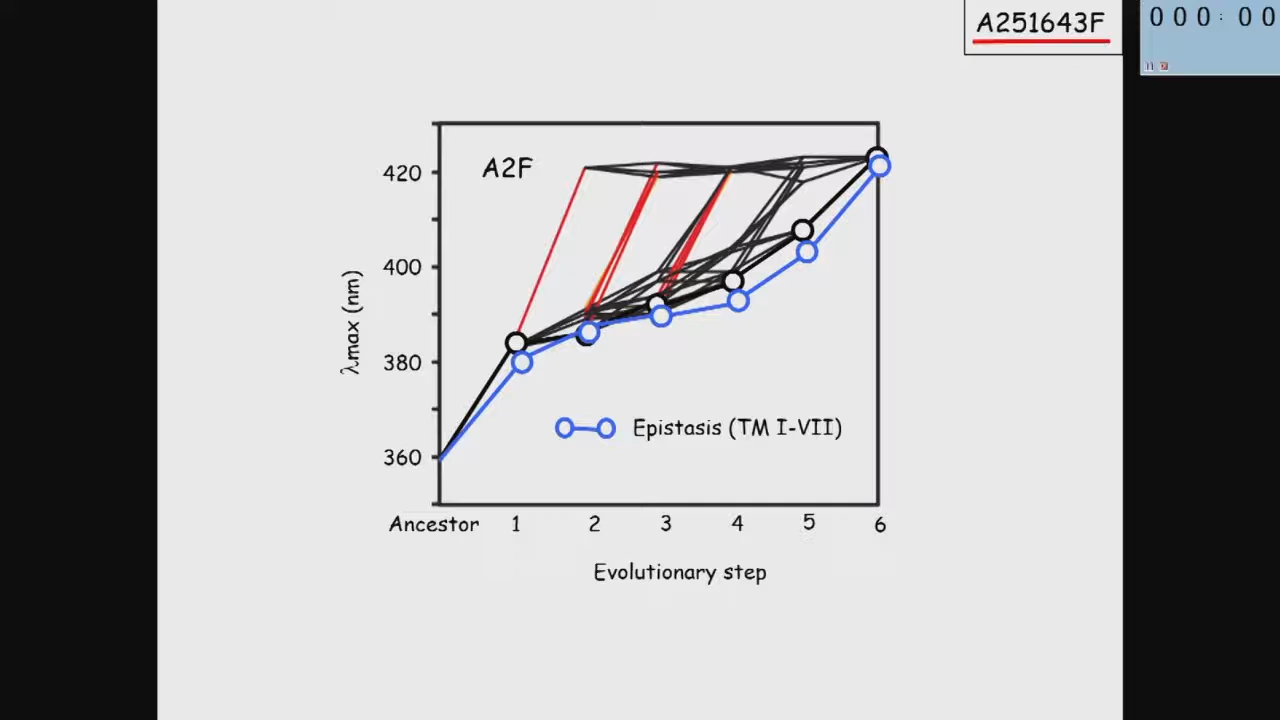 A251643F
000:00
A2F
420
400
380
360
λmax (nm)
Epistasis (TM I-VII)
Ancestor 1 2 3 4 5 6
Evolutionary step